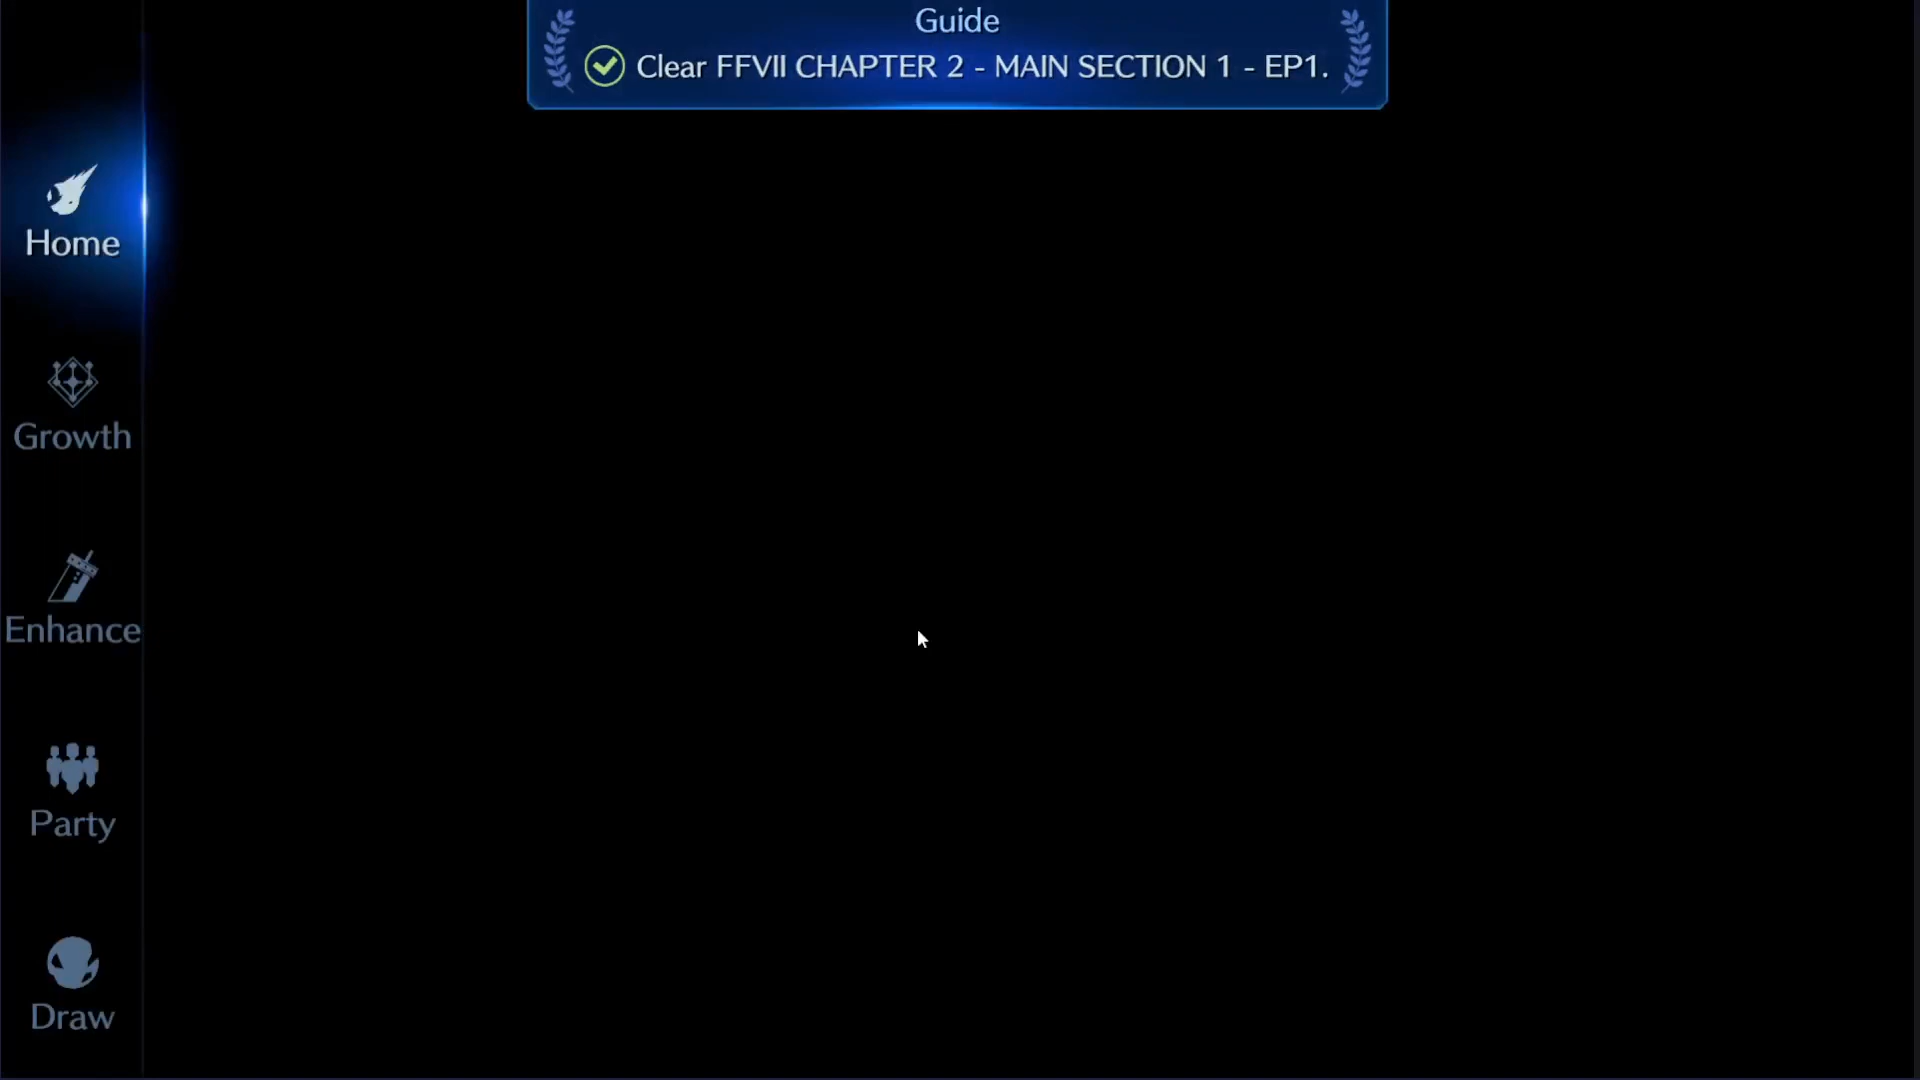 Guide
Clear FFVII CHAPTER 2 - MAIN SECTION 1 - EP1.
Home
Growth
Enhance
Party
Draw